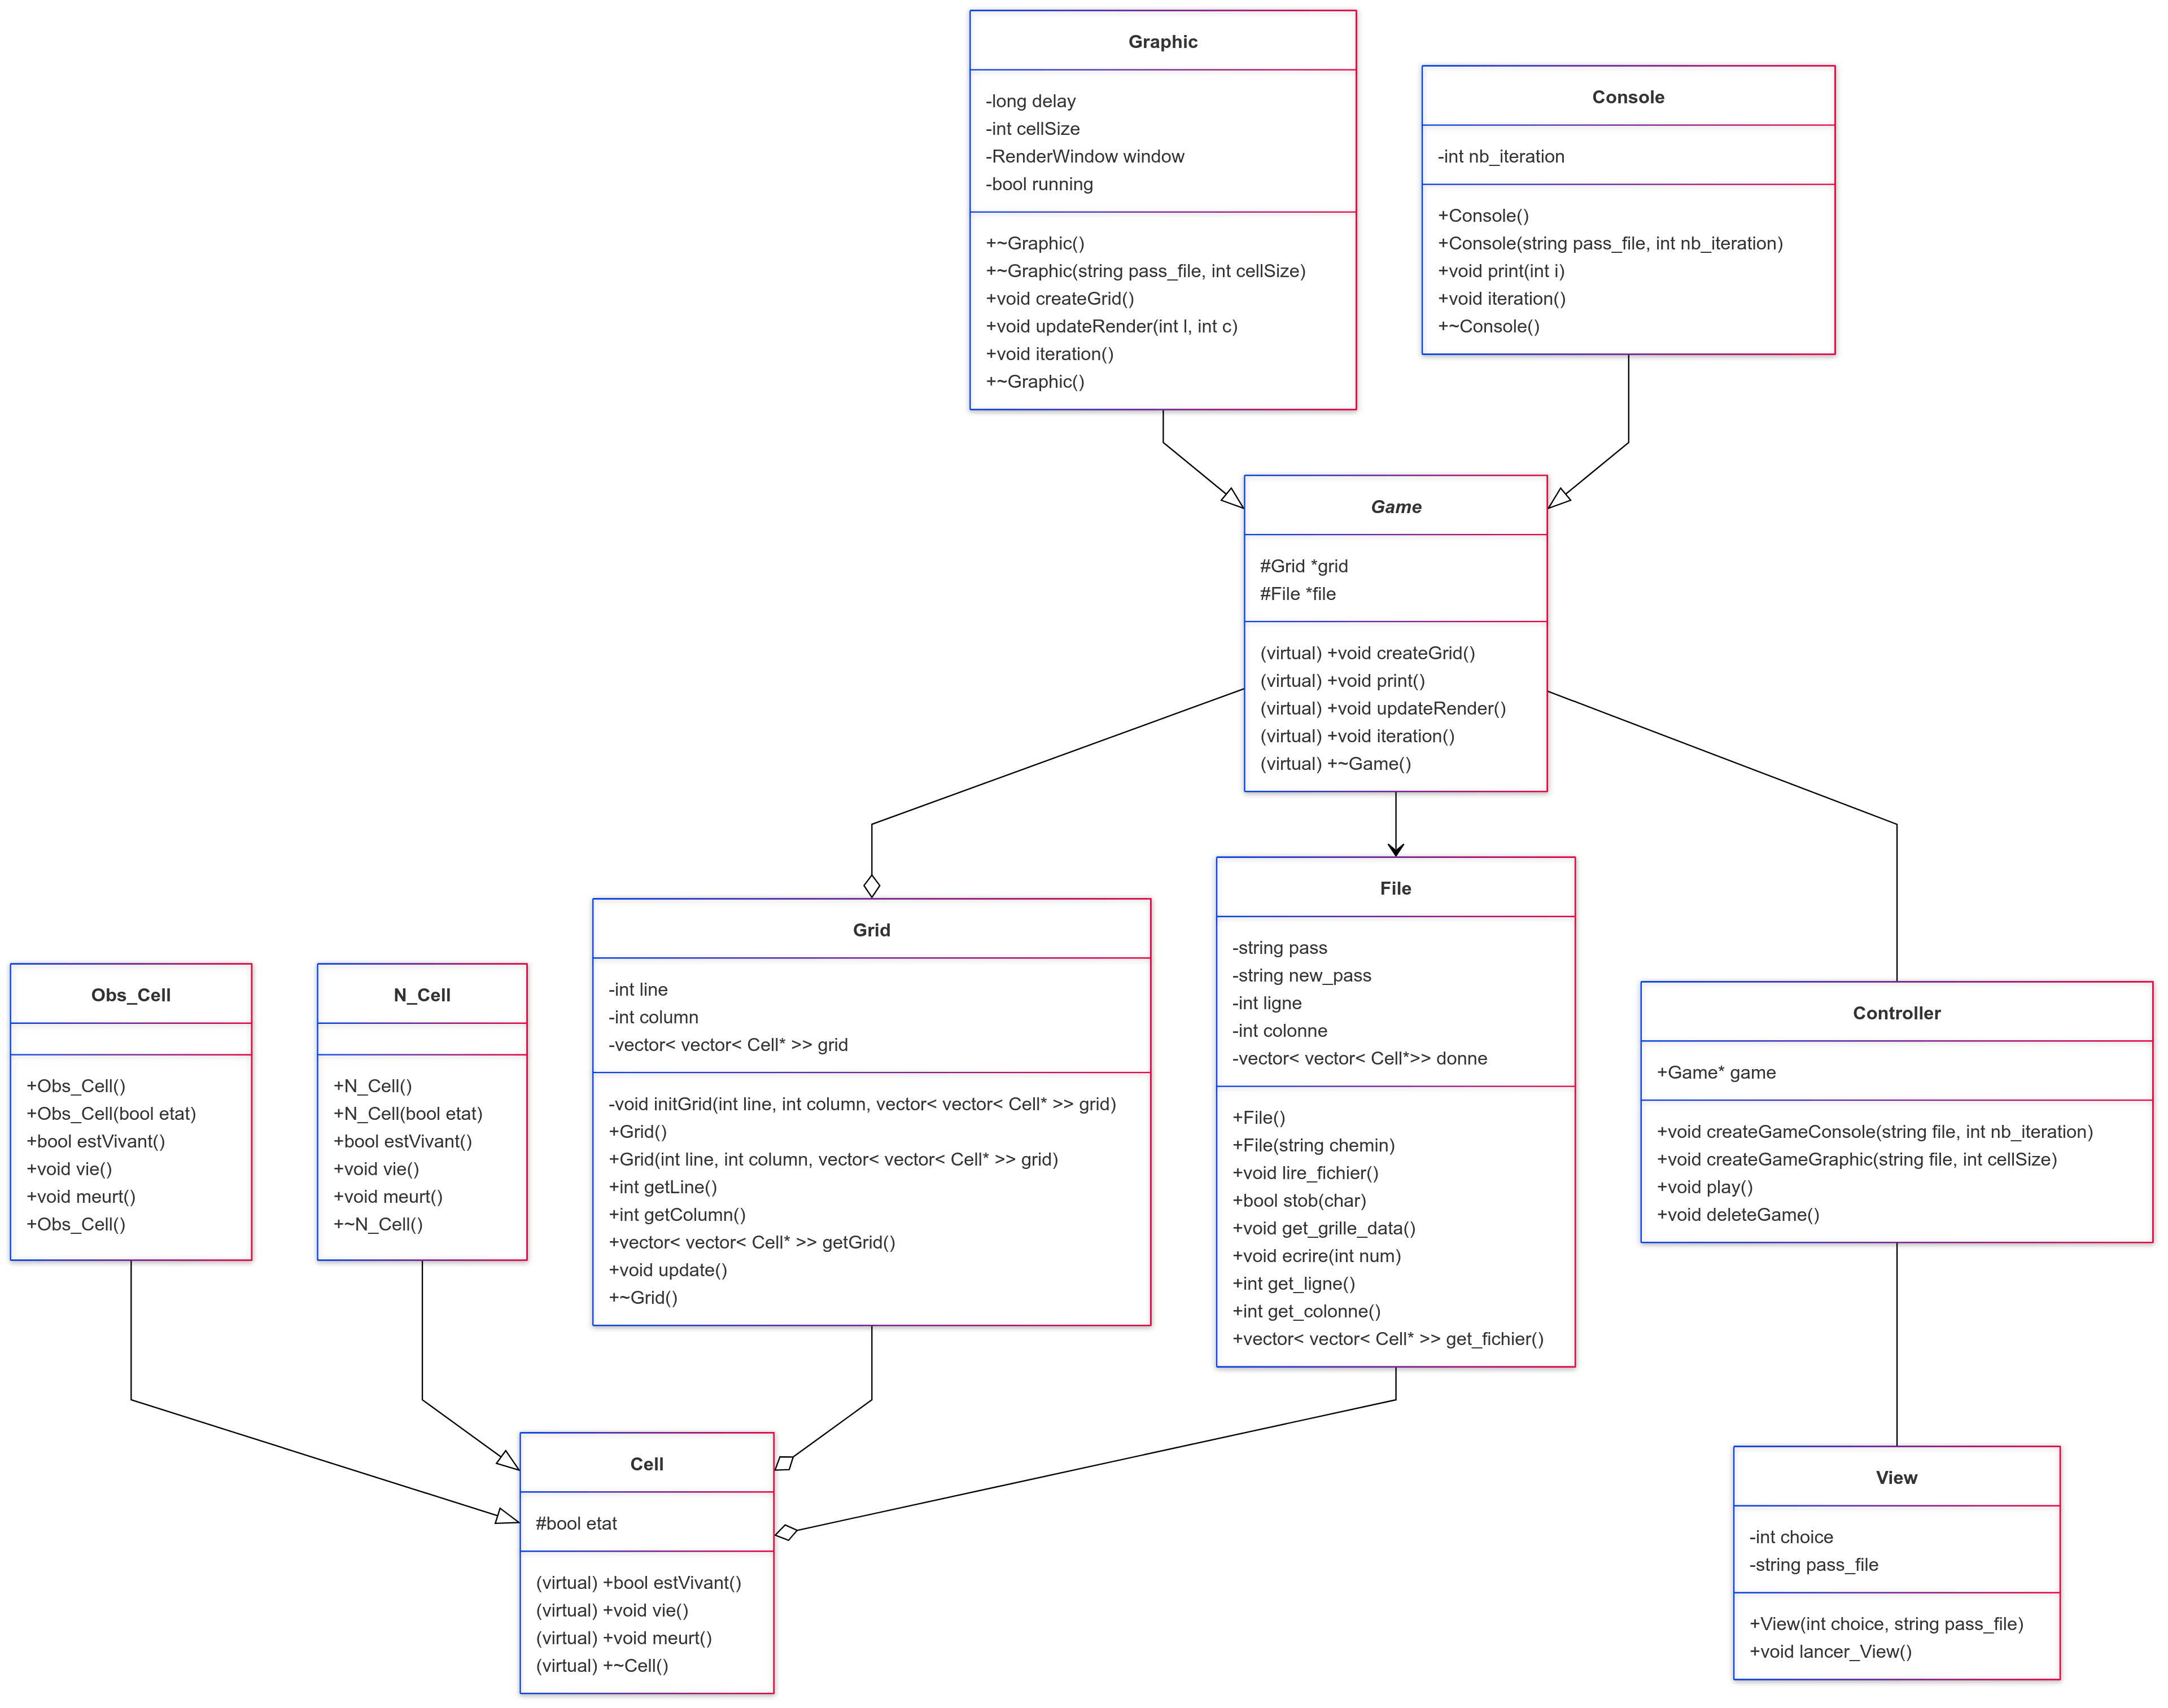 Graphic
-long delay
-int cellSize
-RenderWindow window
-bool running
+~Graphic()
+~Graphic(string pass_file, int cellSize)
+void createGrid()
+void updateRender(int l, int c)
+void iteration()
+~Graphic()
Console
-int nb_iteration
+Console()
+Console(string pass_file, int nb_iteration)
+void print(int i)
+void iteration()
+~Console()
Game
#Grid *grid
#File *file
(virtual) +void createGrid()
(virtual) +void print()
(virtual) +void updateRender()
(virtual) +void iteration()
(virtual) +~Game()
Obs_Cell
+Obs_Cell()
+Obs_Cell(bool etat)
+bool estVivant()
+void vie()
+void meurt()
+Obs_Cell()
N_Cell
+N_Cell()
+N_Cell(bool etat)
+bool estVivant()
+void vie()
+void meurt()
+~N_Cell()
Grid
-int line
-int column
-vector< vector< Cell* >> grid
-void initGrid(int line, int column, vector< vector< Cell* >> grid)
+Grid()
+Grid(int line, int column, vector< vector< Cell* >> grid)
+int getLine()
+int getColumn()
+vector< vector< Cell* >> getGrid()
+void update()
+~Grid()
File
-string pass
-string new_pass
-int ligne
-int colonne
-vector< vector< Cell*>> donne
+File()
+File(string chemin)
+void lire_fichier()
+bool stob(char)
+void get_grille_data()
+void ecrire(int num)
+int get_ligne()
+int get_colonne()
+vector< vector< Cell* >> get_fichier()
Controller
+Game* game
+void createGameConsole(string file, int nb_iteration)
+void createGameGraphic(string file, int cellSize)
+void play()
+void deleteGame()
Cell
#bool etat
(virtual) +bool estVivant()
(virtual) +void vie()
(virtual) +void meurt()
(virtual) +~Cell()
View
-int choice
-string pass_file
+View(int choice, string pass_file)
+void lancer_View()